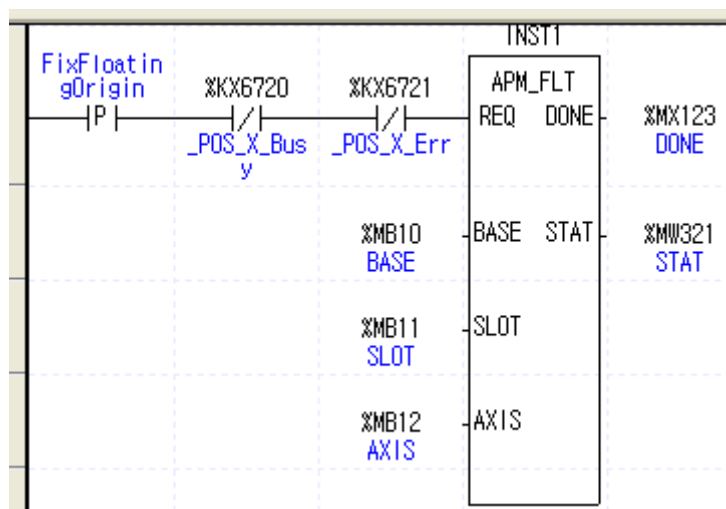 INST1
FixFloatin
gOrigin
%KX6720
%KX6721
APM_FLT
P
REQ DONE
%MX123
DONE
_POS_X_Bus
y
_POS_X_Err
%MB10
BASE
BASE STAT
%MW321
STAT
%MB11
SLOT
SLOT
%MB12
AXIS
AXIS